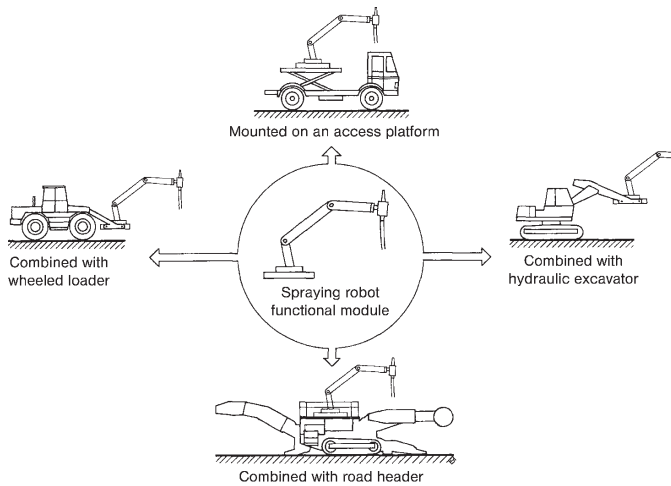 Mounted on an access platform
Combined with
wheeled loader
Spraying robot
functional module
Combined with
hydraulic excavator
Combined with road header